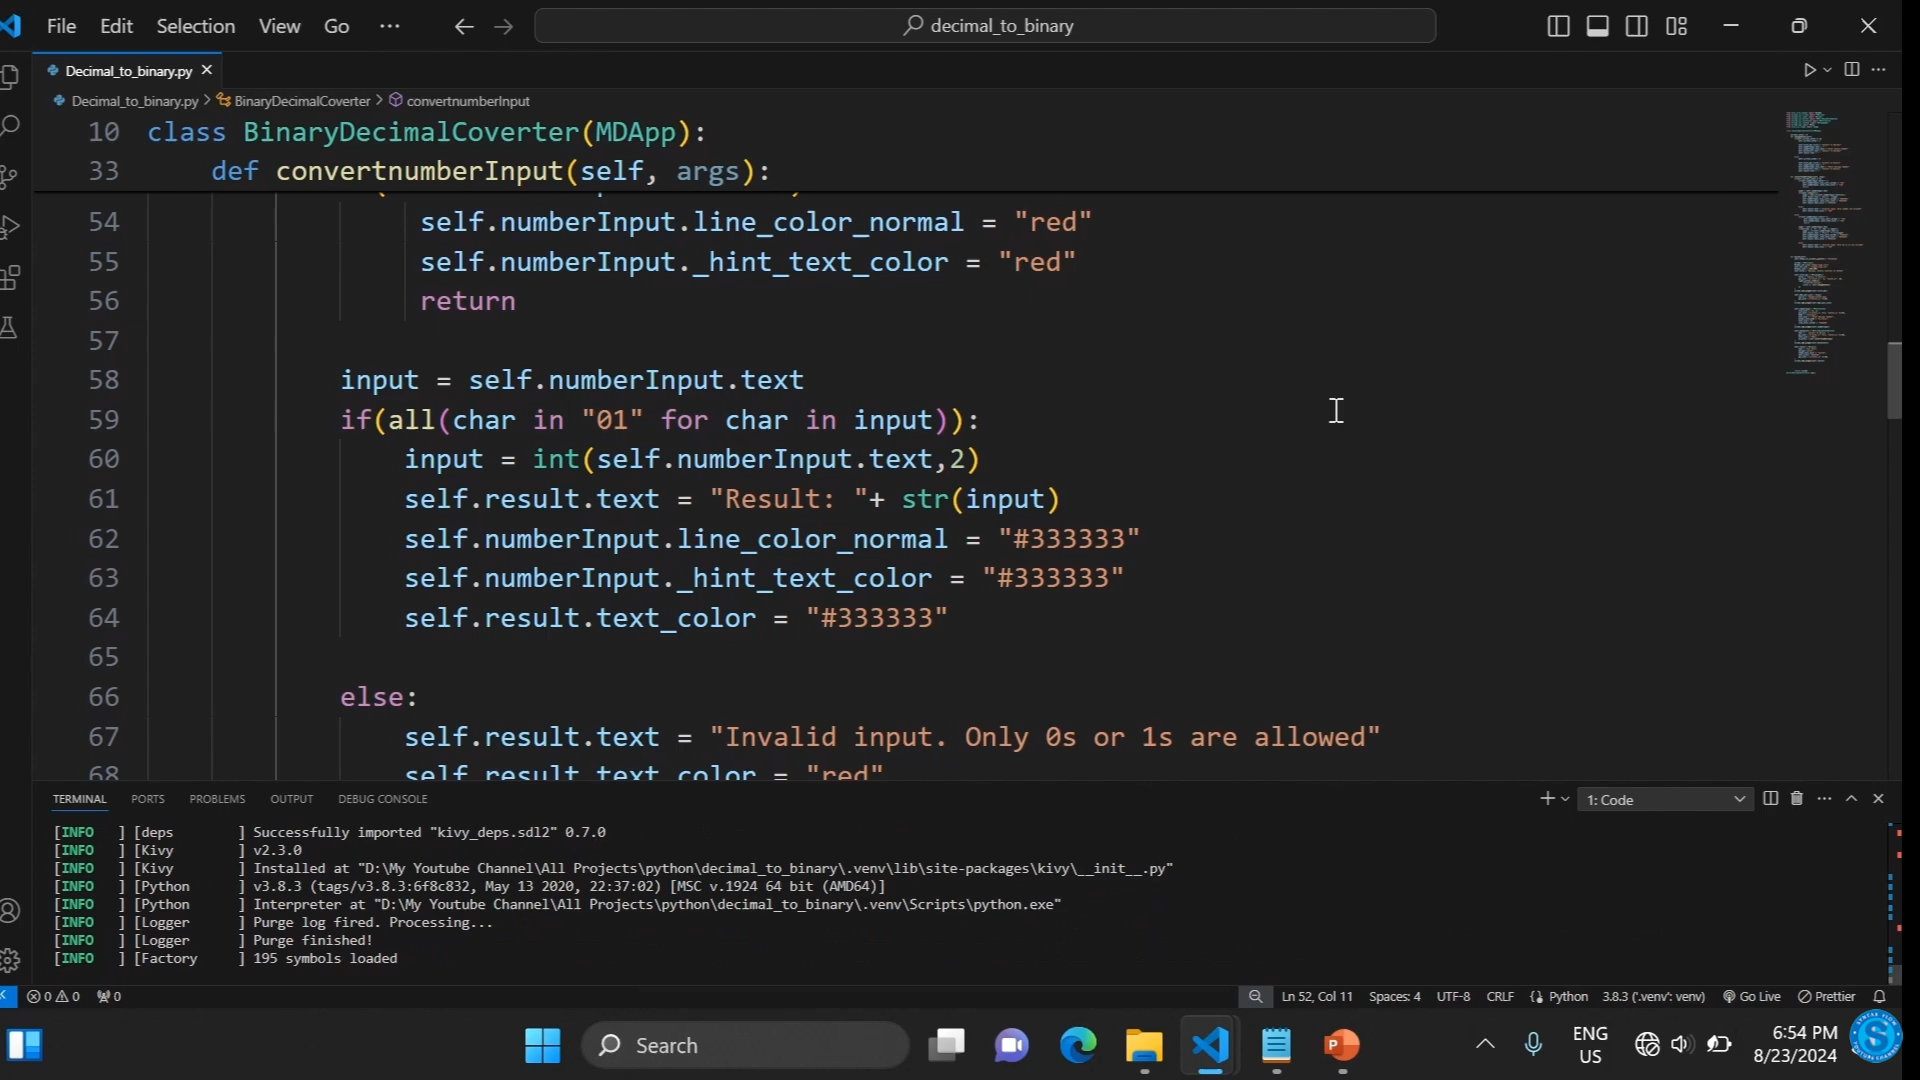 File Edit Selection View Go ··· decimal_to_binary
Decimal_to_binary.py
Decimal_to_binary.py > BinaryDecimalCoverter > convertnumberInput
10 class BinaryDecimalCoverter(MDApp):
33 def convertnumberInput(self, args):
54 self.numberInput.line_color_normal = "red"
55 self.numberInput._hint_text_color = "red"
56 return
57
58 input = self.numberInput.text
59 if(all(char in "01" for char in input)):
60 input = int(self.numberInput.text,2)
61 self.result.text = "Result: "+ str(input)
62 self.numberInput.line_color_normal = "#333333"
63 self.numberInput._hint_text_color = "#333333"
64 self.result.text_color = "#333333"
65
66 else:
67 self.result.text = "Invalid input. Only 0s or 1s are allowed"
68 self.result.text_color = "red"
TERMINAL PORTS PROBLEMS OUTPUT DEBUG CONSOLE 1: Code
[INFO ] [deps ] Successfully imported "kivy_deps.sdl2" 0.7.0
[INFO ] [Kivy ] v2.3.0
[INFO ] [Kivy ] Installed at "D:\My Youtube Channel\All Projects\python\decimal_to_binary\.venv\lib\site-packages\kivy\__init__.py"
[INFO ] [Python ] v3.8.3 (tags/v3.8.3:6f8c832, May 13 2020, 22:37:02) [MSC v.1924 64 bit (AMD64)]
[INFO ] [Python ] Interpreter at "D:\My Youtube Channel\All Projects\python\decimal_to_binary\.venv\Scripts\python.exe"
[INFO ] [Logger ] Purge log fired. Processing...
[INFO ] [Logger ] Purge finished!
[INFO ] [Factory ] 195 symbols loaded
0 0 0 Ln 52, Col 11 Spaces: 4 UTF-8 CRLF Python 3.8.3 ('.venv': venv) Go Live Prettier
Search ENG US 6:54 PM 8/23/2024